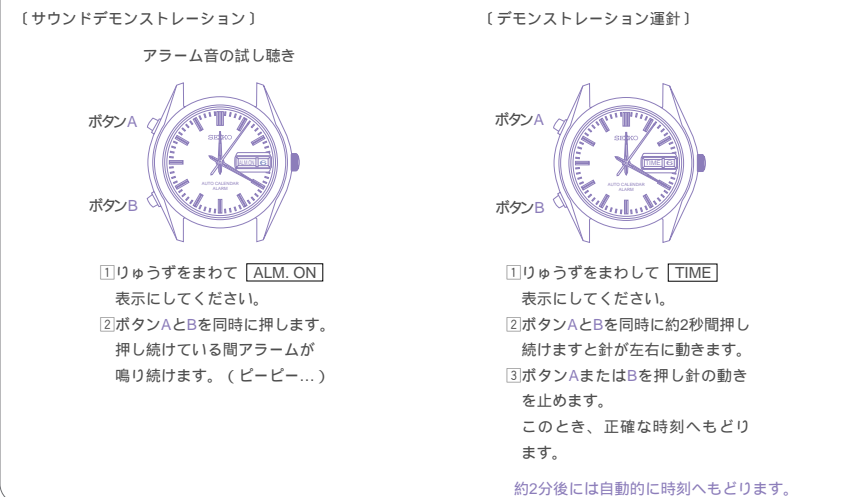 〔サウンドデモンストレーション〕
アラーム音の試し聴き
ボタンA
SEIKO
AUTO CALENDAR
ALARM
ボタンB
1りゅうずをまわて ALM. ON
表示にしてください。
2ボタンAとBを同時に押します。
押し続けている間アラームが
鳴り続けます。（ピーピー…）
〔デモンストレーション運針〕
ボタンA
SEIKO
TIME
AUTO CALENDAR
ALARM
ボタンB
1りゅうずをまわして TIME
表示にしてください。
2ボタンAとBを同時に約2秒間押し
続けますと針が左右に動きます。
3ボタンAまたはBを押し針の動き
を止めます。
このとき、正確な時刻へもどり
ます。
約2分後には自動的に時刻へもどります。